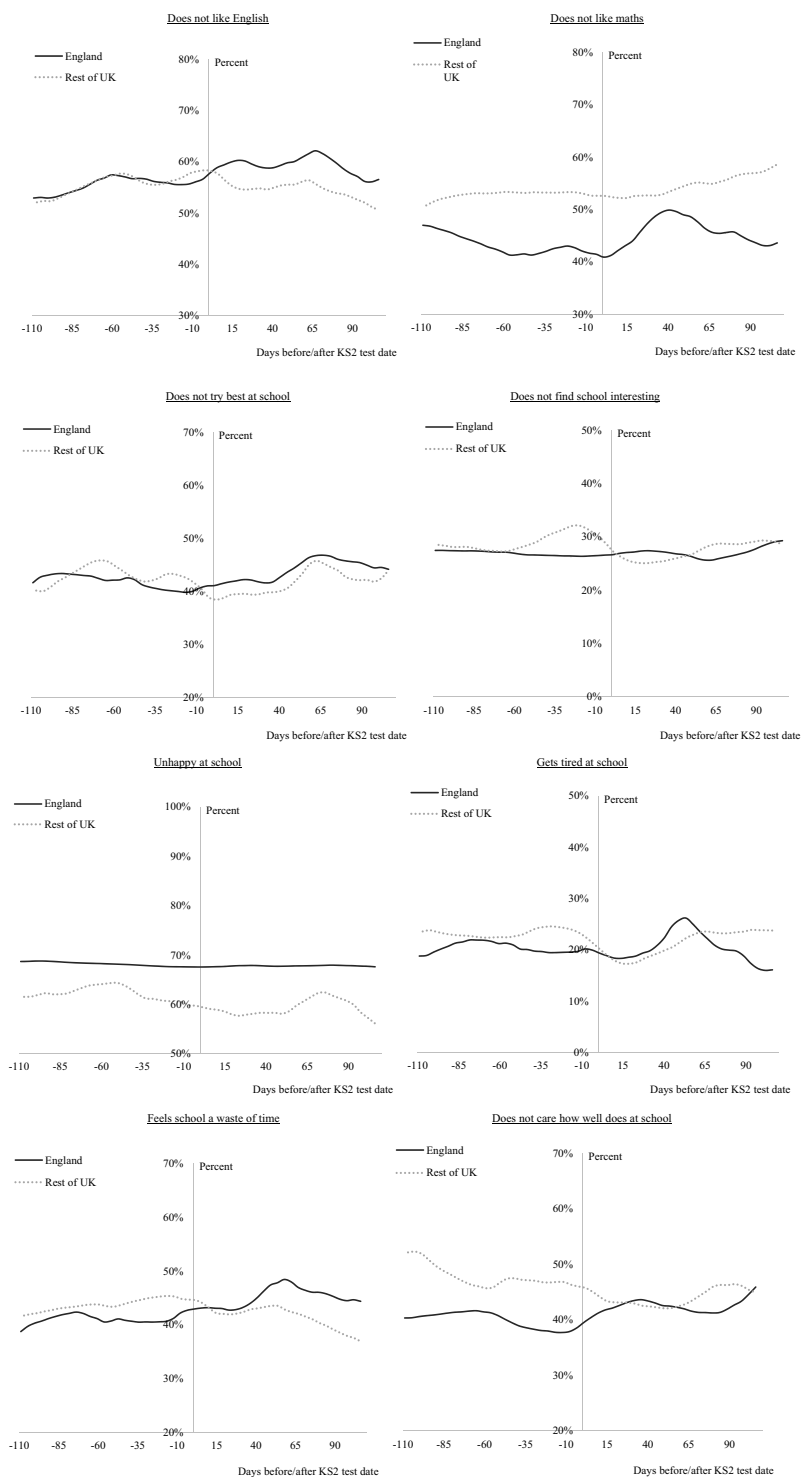 Does not like English
England
Rest of UK
Percent
80%
70%
60%
50%
40%
30%
-110 -85 -60 -35 -10 15 40 65 90
Days before/after KS2 test date
Does not like maths
England
Rest of
UK
Percent
80%
70%
60%
50%
40%
30%
-110 -85 -60 -35 -10 15 40 65 90
Days before/after KS2 test date
Does not try best at school
England
Rest of UK
Percent
70%
60%
50%
40%
30%
20%
-110 -85 -60 -35 -10 15 40 65 90
Days before/after KS2 test date
Does not find school interesting
England
Rest of UK
Percent
50%
40%
30%
20%
10%
0%
-110 -85 -60 -35 -10 15 40 65 90
Days before/after KS2 test date
Unhappy at school
England
Rest of UK
Percent
100%
90%
80%
70%
60%
50%
-110 -85 -60 -35 -10 15 40 65 90
Days before/after KS2 test date
Gets tired at school
England
Rest of UK
Percent
50%
40%
30%
20%
10%
0%
-110 -85 -60 -35 -10 15 40 65 90
Days before/after KS2 test date
Feels school a waste of time
England
Rest of UK
Percent
70%
60%
50%
40%
30%
20%
-110 -85 -60 -35 -10 15 40 65 90
Days before/after KS2 test date
Does not care how well does at school
England
Rest of UK
Percent
70%
60%
50%
40%
30%
20%
-110 -85 -60 -35 -10 15 40 65 90
Days before/after KS2 test date